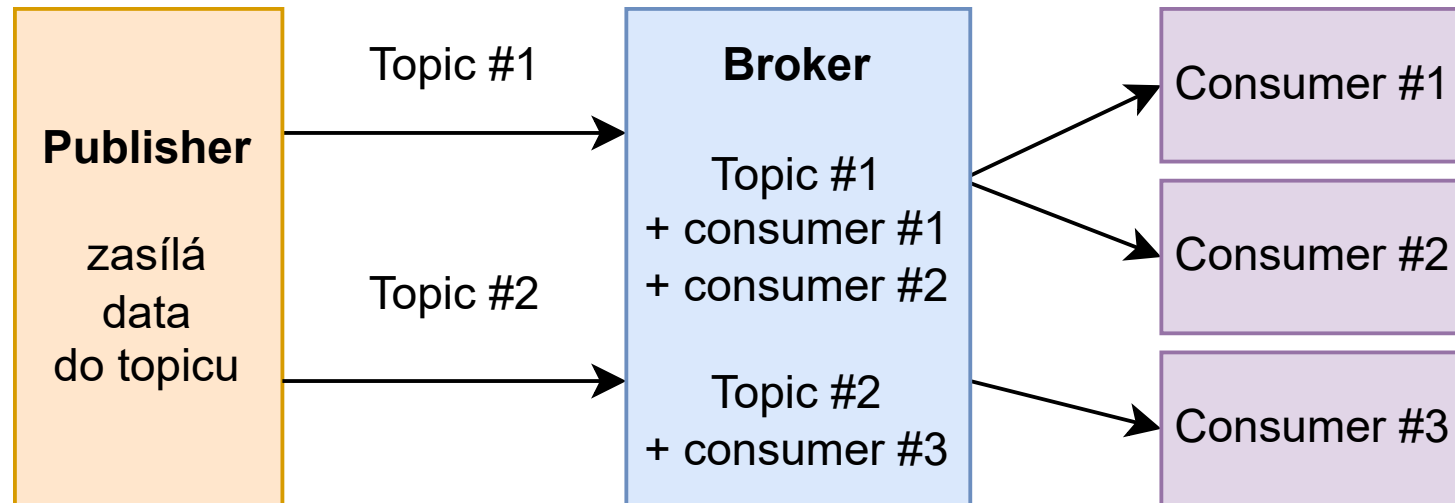 Publisher
zasílá
data
do topicu
Topic #1
Topic #2
Broker
Topic #1
+ consumer #1
+ consumer #2
Topic #2
+ consumer #3
Consumer #1
Consumer #2
Consumer #3